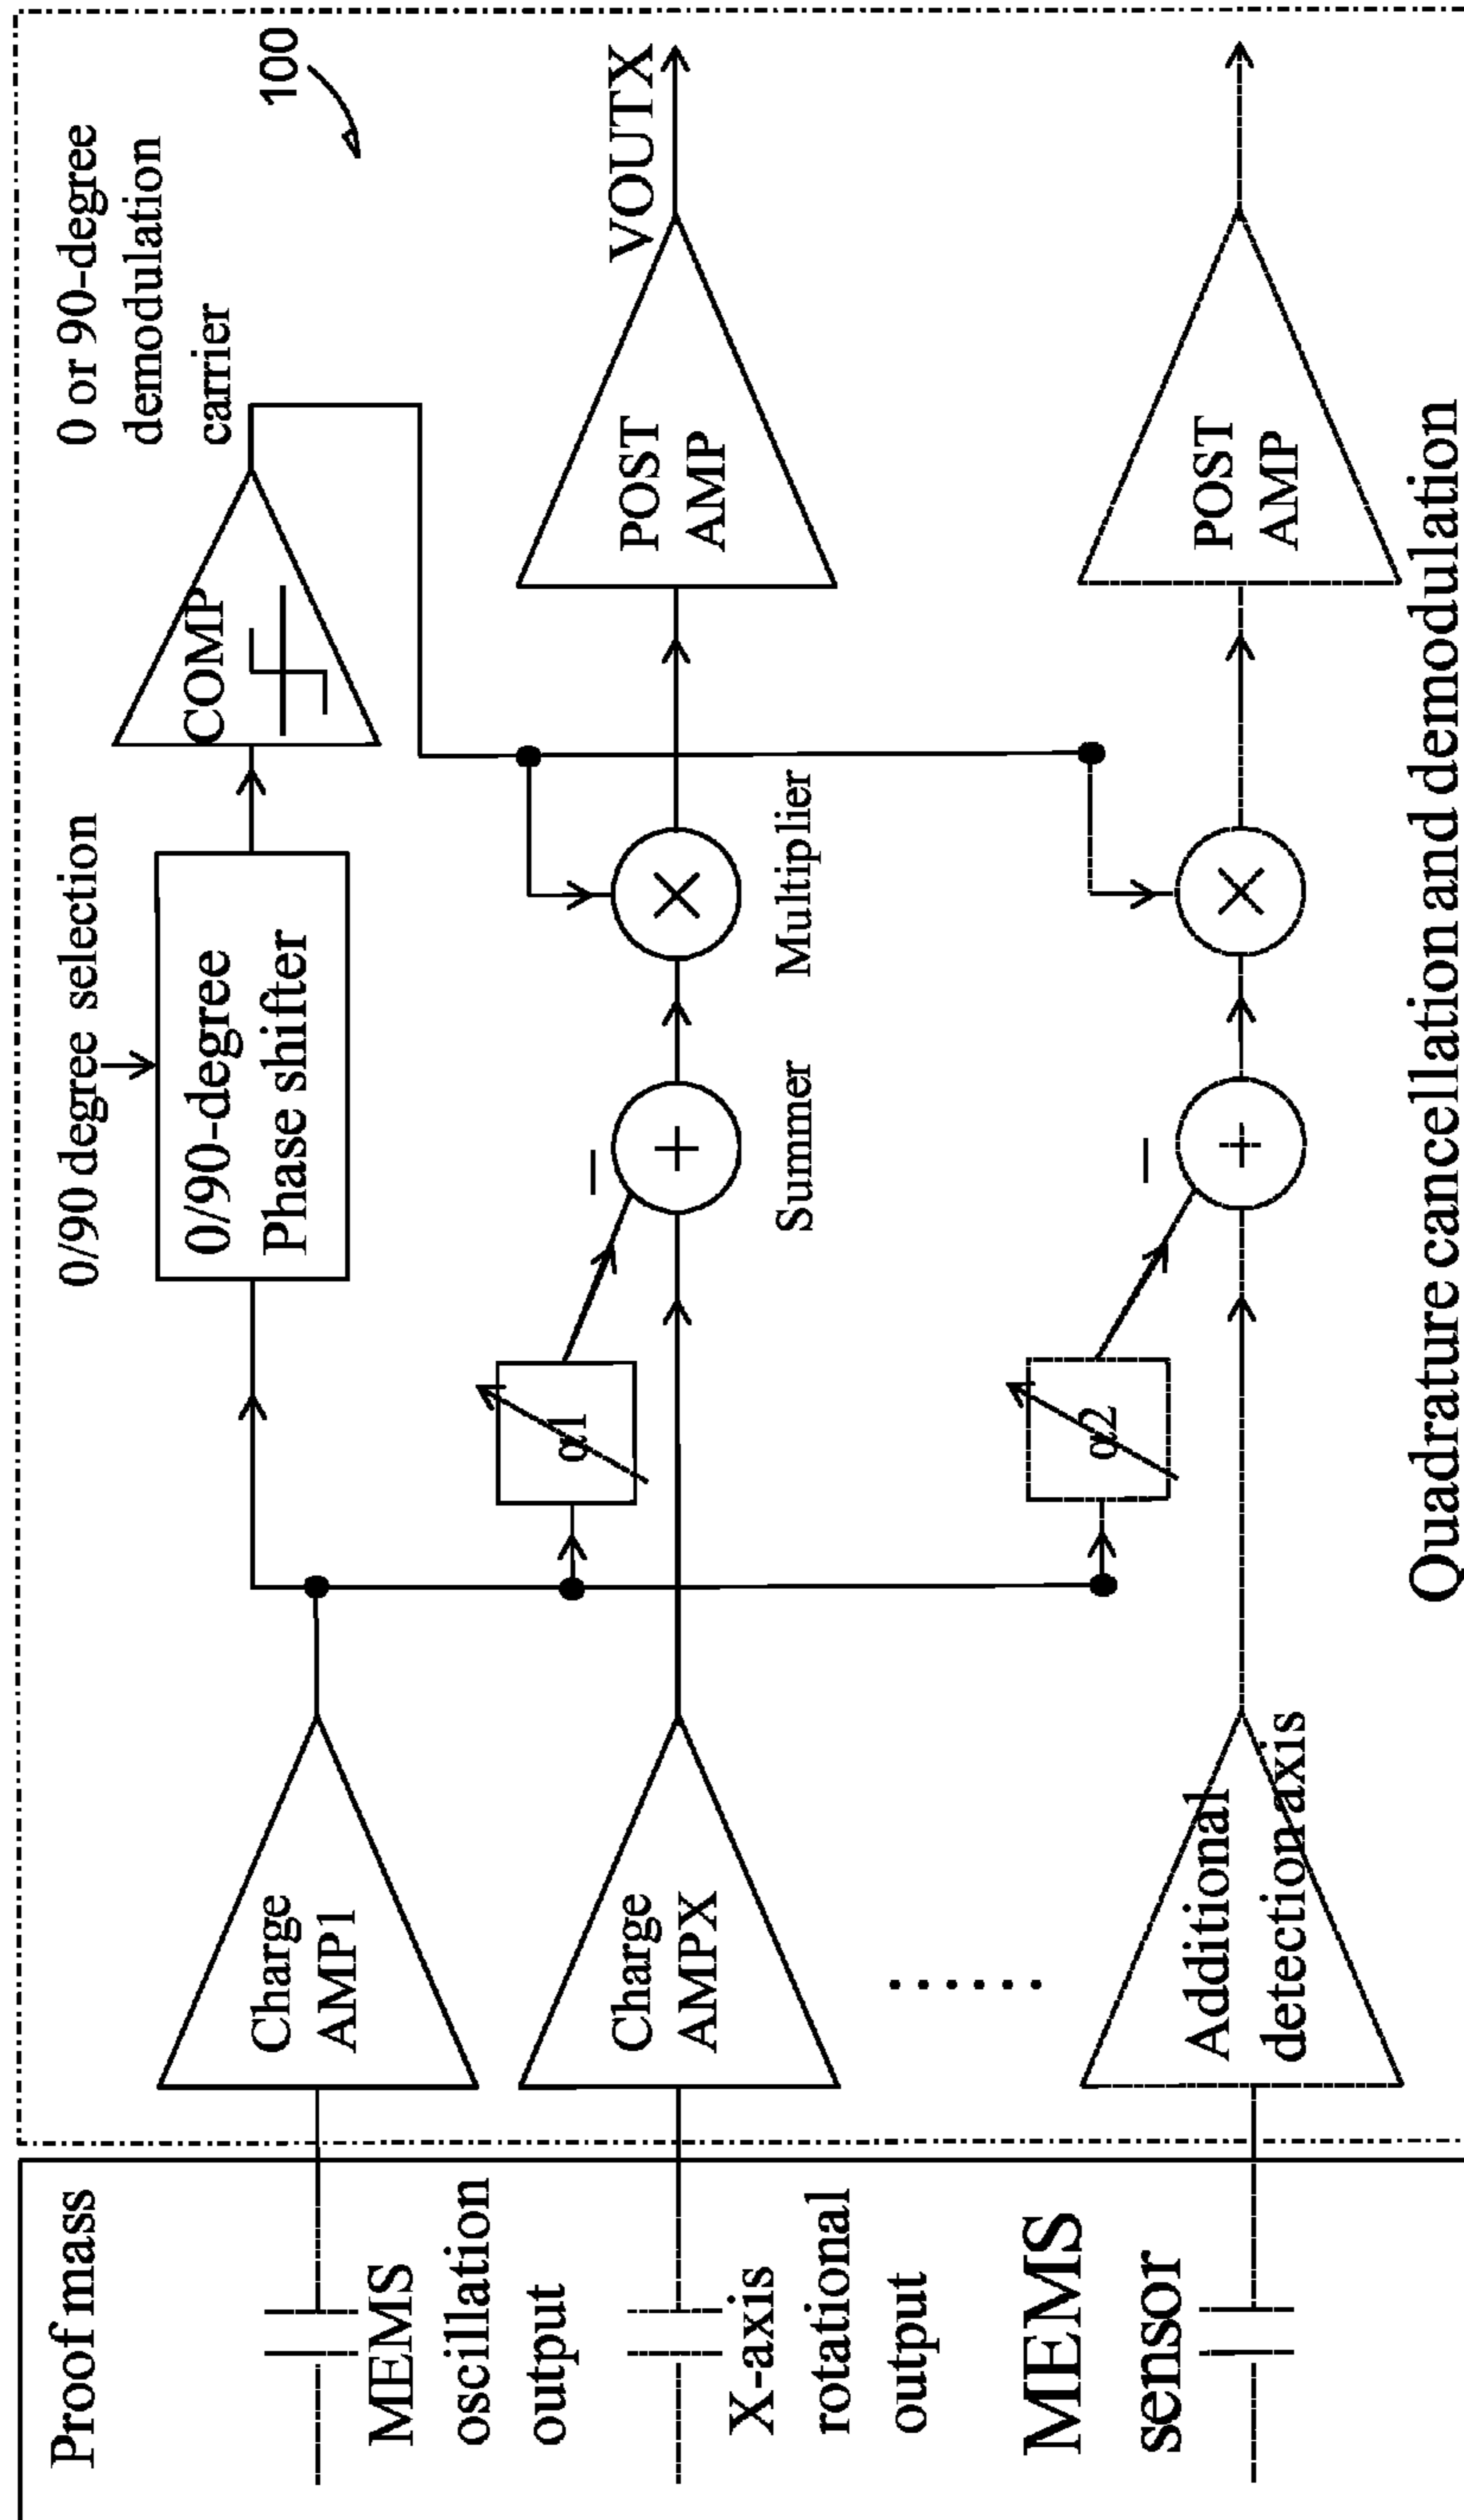 Proof mass
MEMS
oscillation
output
X-axis
rotational
output
MEMS
sensor
Charge
AMP1
Charge
AMPX
......
Additional
detection axis
0/90 degree selection
0/90-degree
Phase shifter
α1
α2
−
+
Summer
−
+
×
Multiplier
×
COMP
0 or 90-degree
demodulation
carrier
100
POST
AMP
VOUTX
POST
AMP
Quadrature cancellation and demodulation